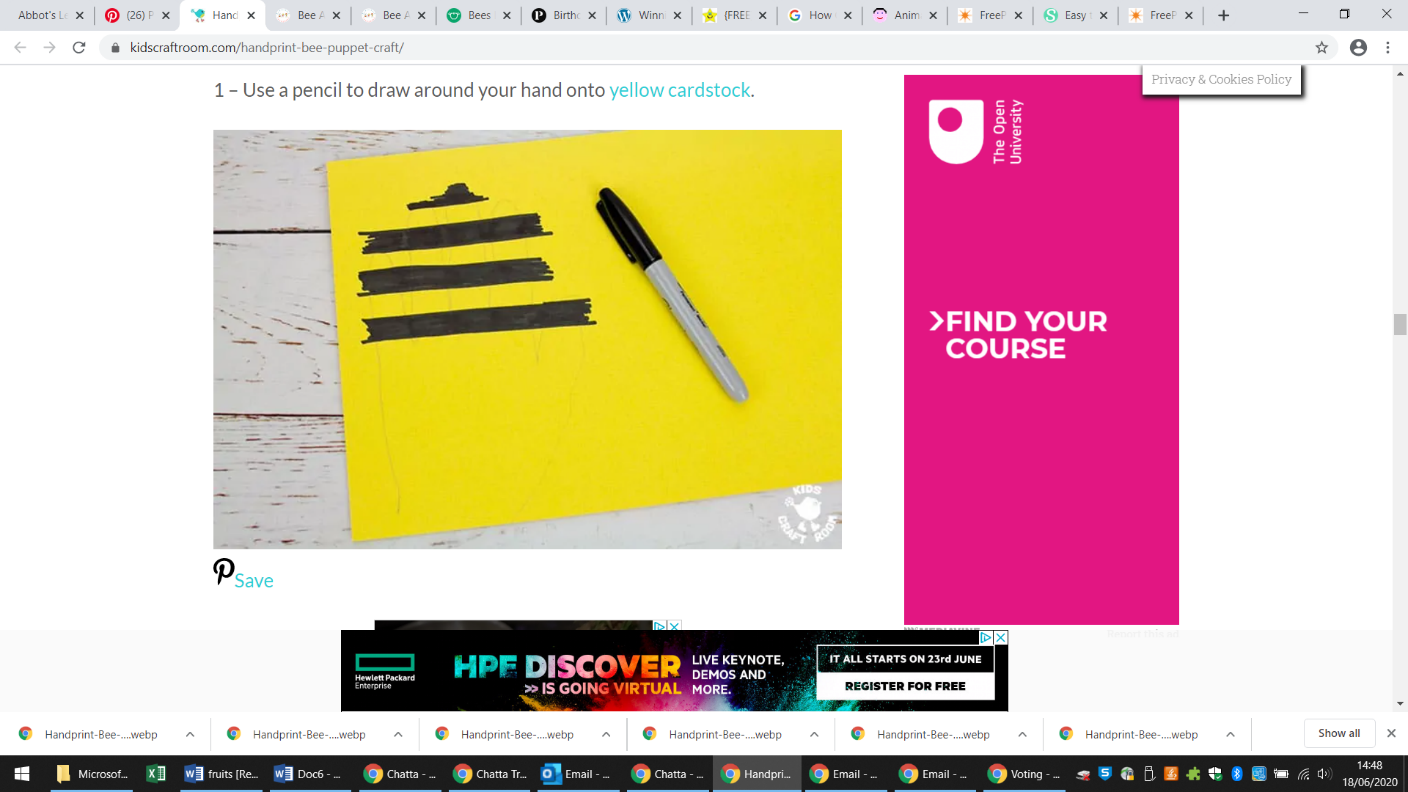 Abbot's Le
(26) P
Hand
Bee A
Bee A
Bees
Birthd
Winn
(FREE
How
Anim
FreeP
Easy
FreeP
kidscraftroom.com/handprint-bee-puppet-craft/
Privacy & Cookies Policy
1 – Use a pencil to draw around your hand onto yellow cardstock.
The Open
University
>FIND YOUR
COURSE
KIDS
CRAFT ROOM
Save
Hewlett Packard
Enterprise
HPE DISCOVER
>> IS GOING VIRTUAL
LIVE KEYNOTE,
DEMOS AND
MORE.
IT ALL STARTS ON 23rd JUNE
REGISTER FOR FREE
Handprint-Bee-....webp
Handprint-Bee-....webp
Handprint-Bee-....webp
Handprint-Bee-....webp
Handprint-Bee-....webp
Handprint-Bee-....webp
Show all
Microsof...
fruits [Re...
Doc6 - ...
Chatta - ...
Chatta Tr...
Email - ...
Chatta - ...
Handpri...
Email - ...
Email - ...
Voting - ...
14:48
18/06/2020